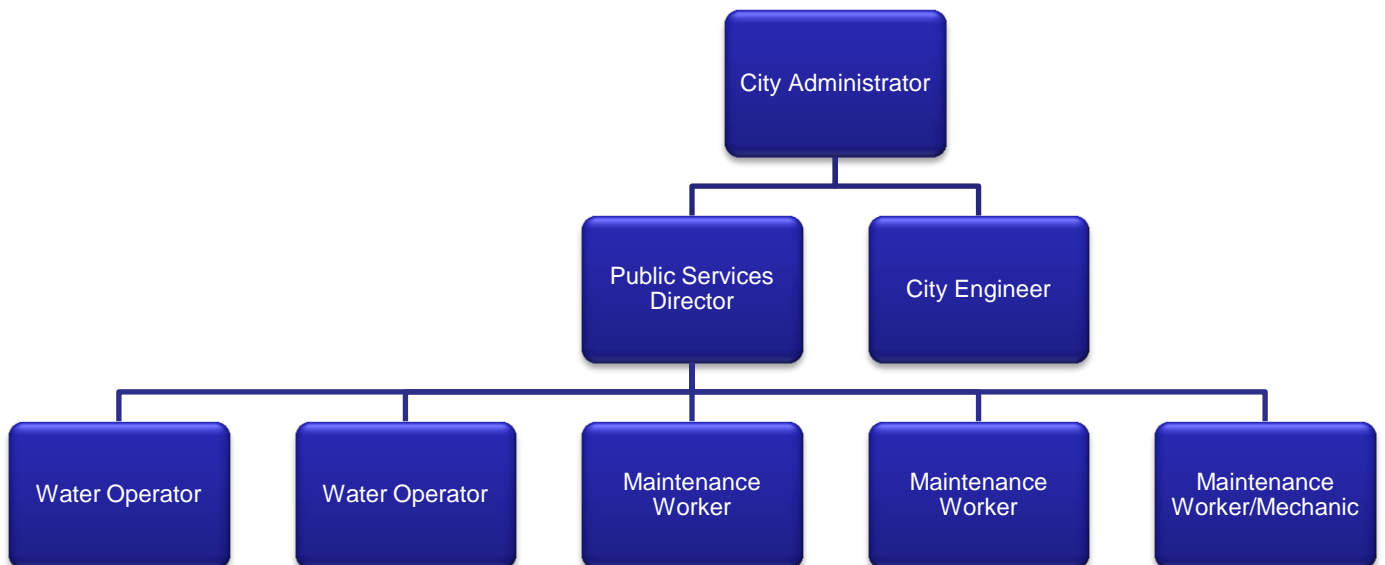 City Administrator
Public Services
Director
City Engineer
Water Operator
Water Operator
Maintenance
Worker
Maintenance
Worker
Maintenance
Worker/Mechanic